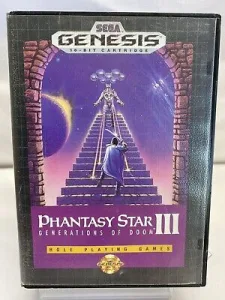 SEGA
GENESIS
16-BIT CARTRIDGE
PHANTASY STAR III
GENERATIONS OF DOOM
ROLE PLAYING GAMES